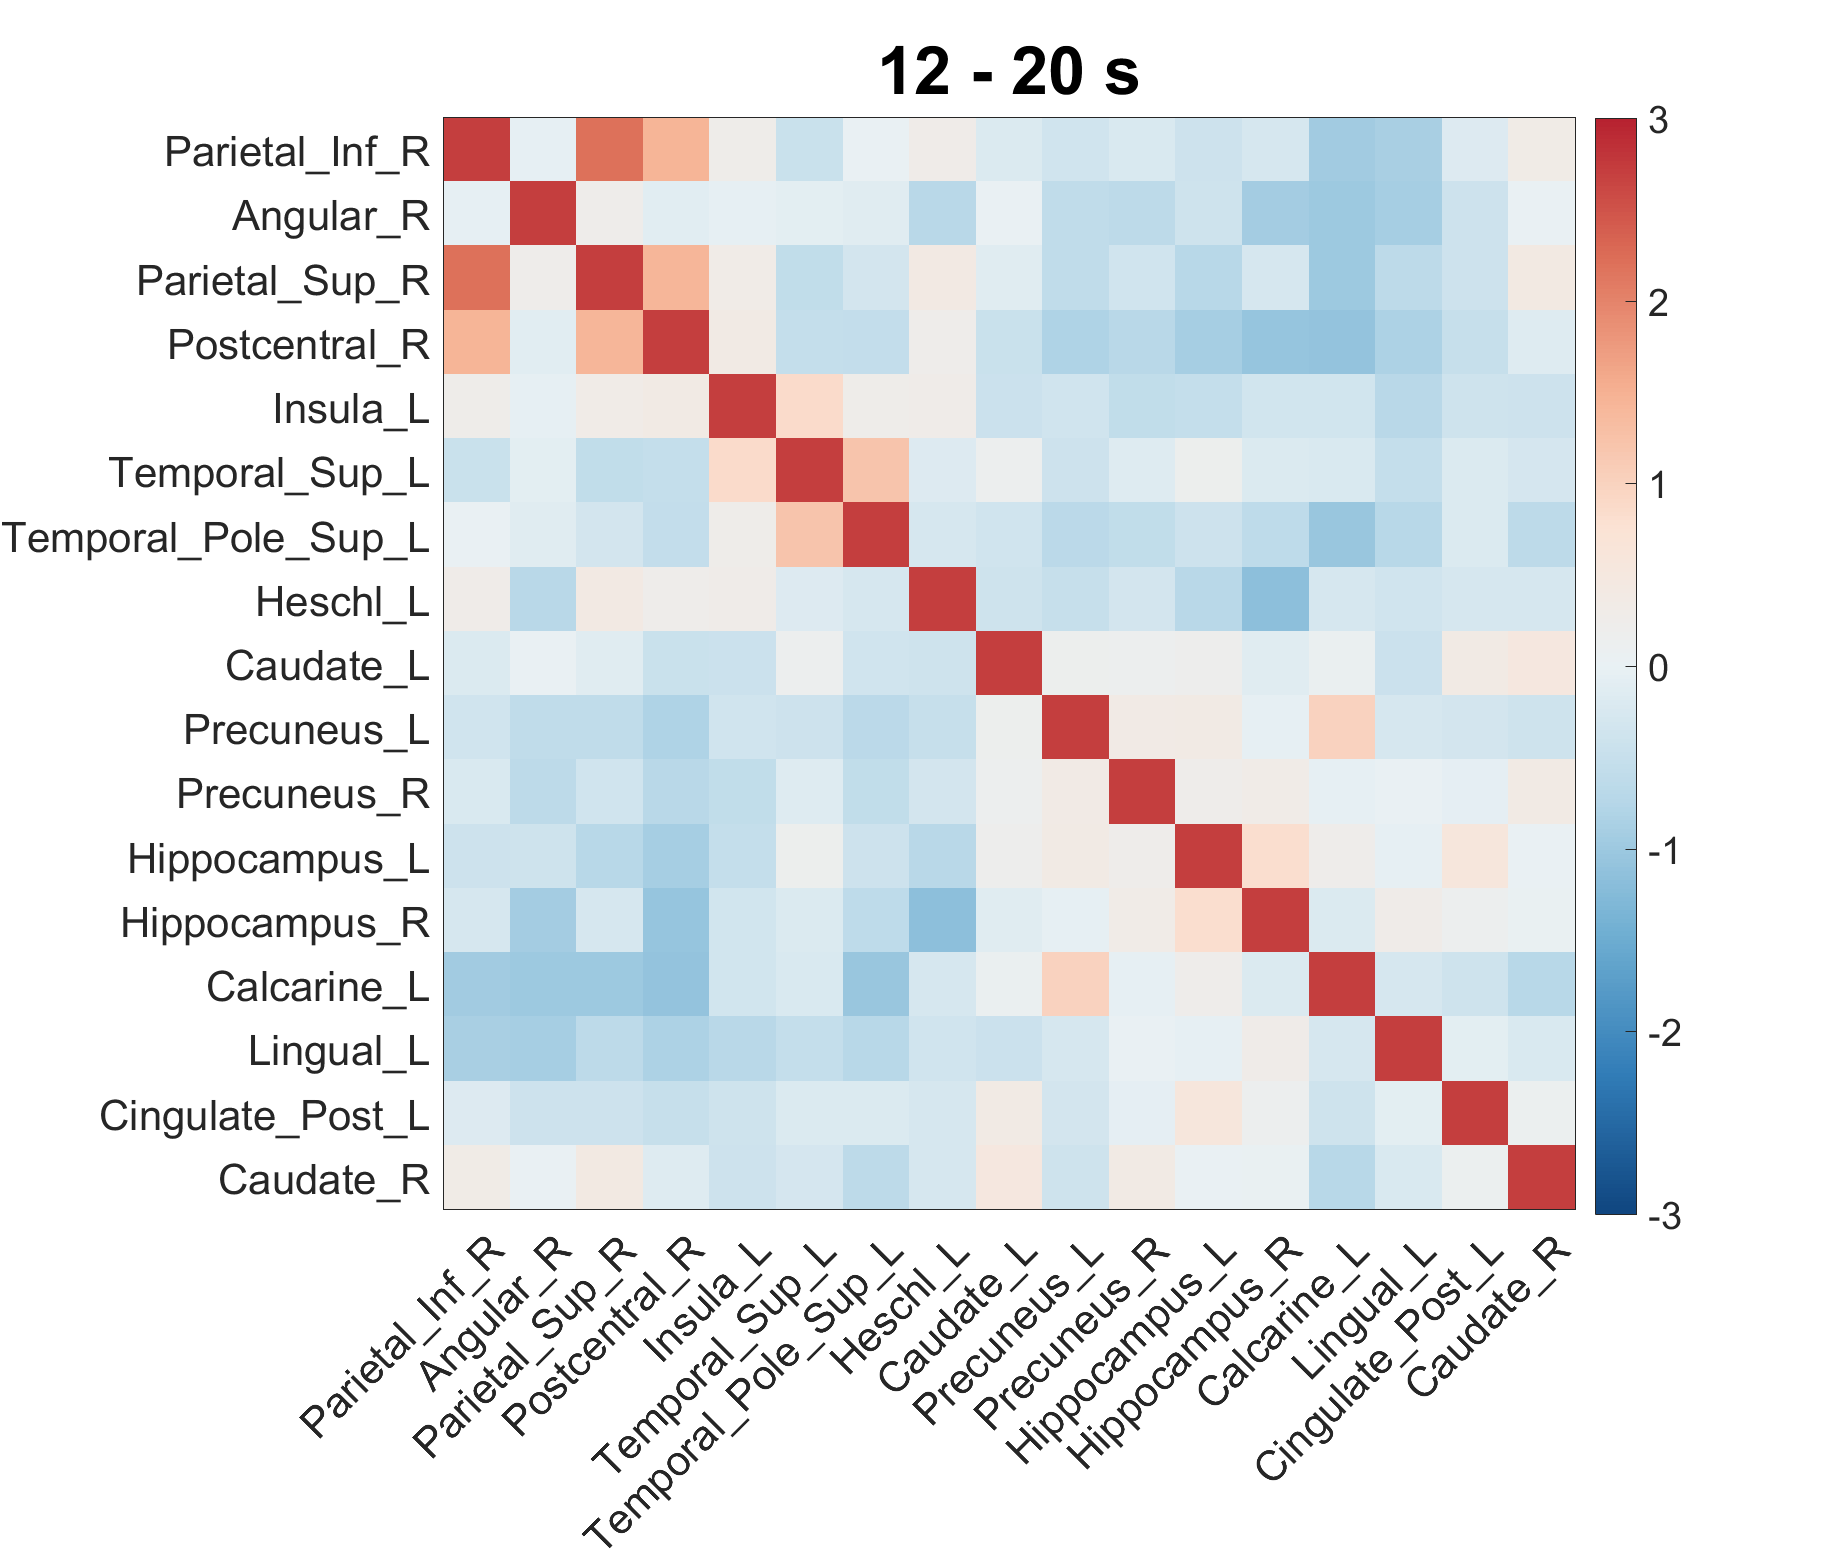 12 - 20 s
Parietal_Inf_R
Angular_R
Parietal_Sup_R
Postcentral_R
Insula_L
Temporal_Sup_L
Temporal_Pole_Sup_L
Heschl_L
Caudate_L
Precuneus_L
Precuneus_R
Hippocampus_L
Hippocampus_R
Calcarine_L
Lingual_L
Cingulate_Post_L
Caudate_R
3
2
1
0
-1
-2
-3
Parietal_Inf_R
Angular_R
Parietal_Sup_R
Postcentral_R
Insula_L
Temporal_Sup_L
Temporal_Pole_Sup_L
Heschl_L
Caudate_L
Precuneus_L
Precuneus_R
Hippocampus_L
Hippocampus_R
Calcarine_L
Lingual_L
Cingulate_Post_L
Caudate_R